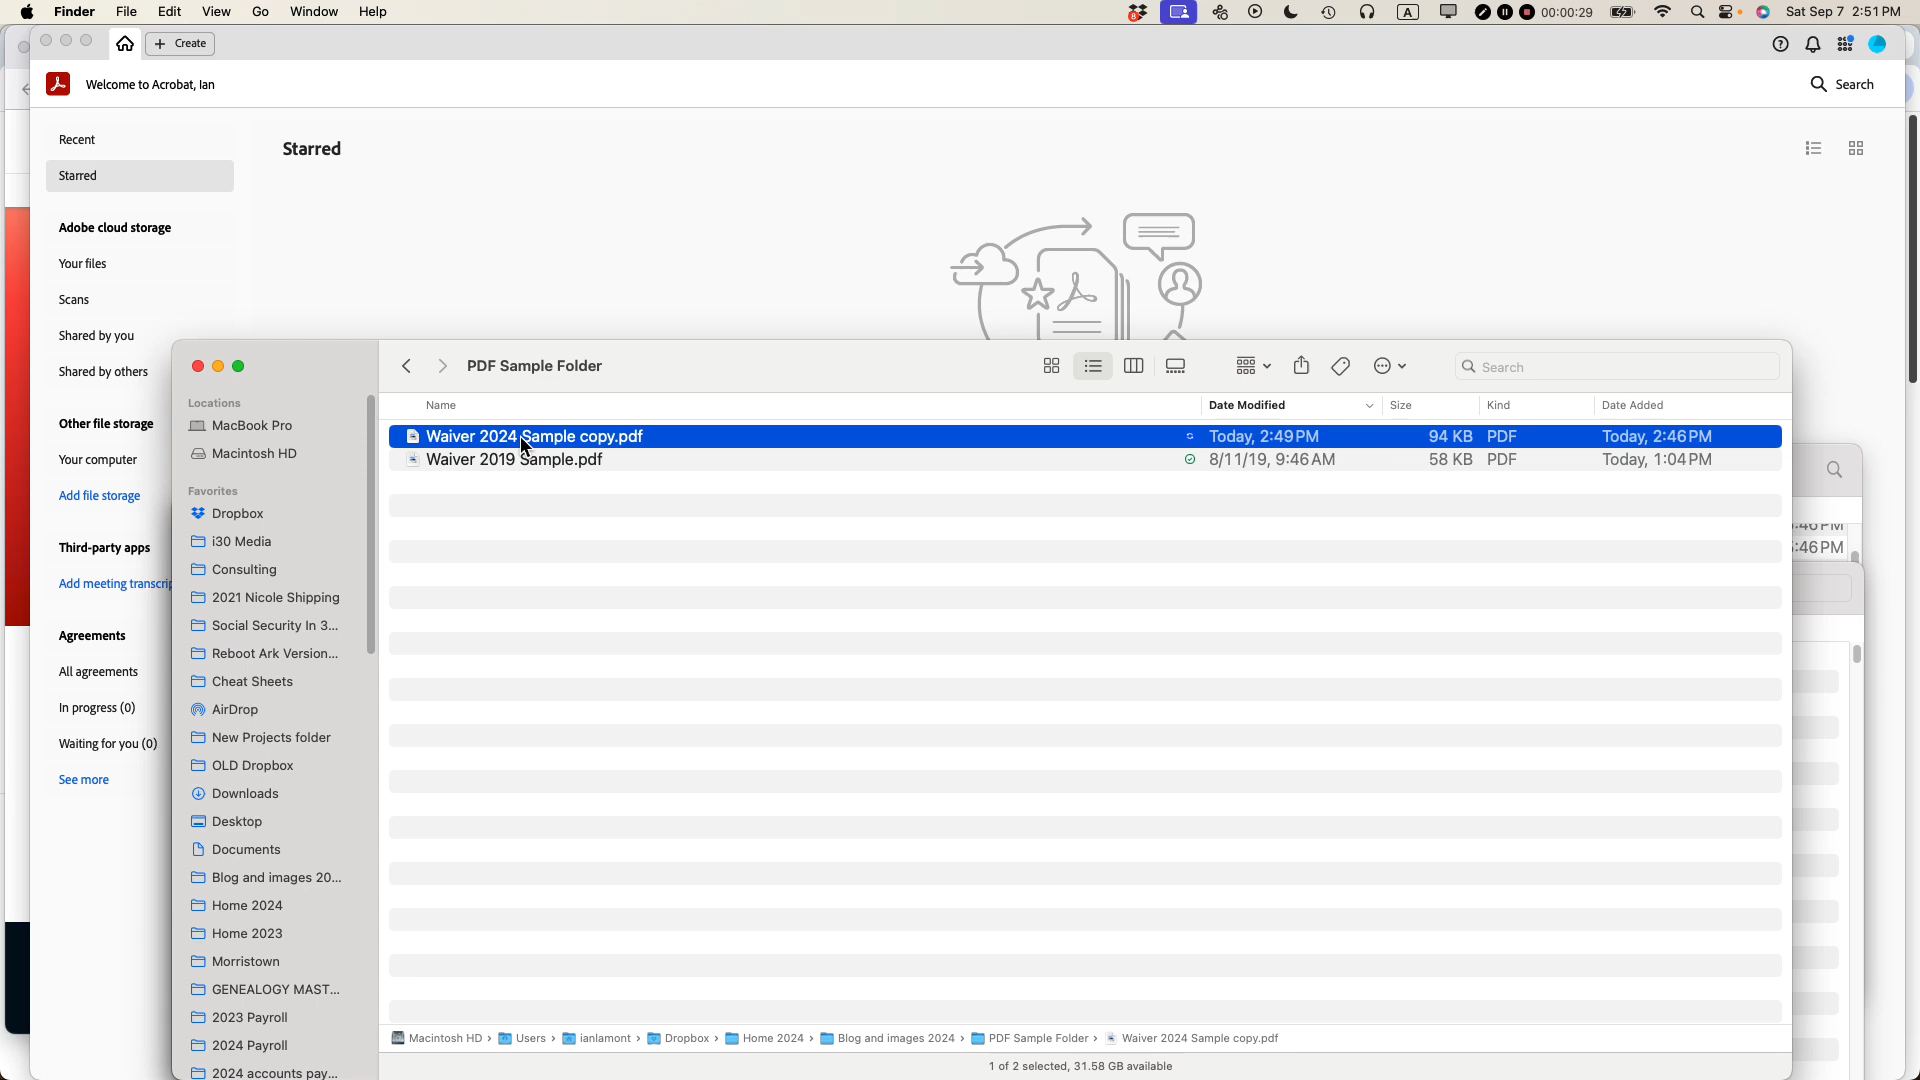 Finder File Edit View Go Window Help
8 A 00:00:29 Sat Sep 7 2:51 PM
+ Create
Welcome to Acrobat, Ian
Search
Recent
Starred
Starred
Adobe cloud storage
Your files
Scans
Shared by you
Shared by others
Other file storage
Your computer
Add file storage
Third-party apps
Add meeting transcrip
Agreements
All agreements
In progress (0)
Waiting for you (0)
See more
PDF Sample Folder
Search
Locations
MacBook Pro
Macintosh HD
Favorites
Dropbox
i30 Media
Consulting
2021 Nicole Shipping
Social Security In 3...
Reboot Ark Version...
Cheat Sheets
AirDrop
New Projects folder
OLD Dropbox
Downloads
Desktop
Documents
Blog and images 20...
Home 2024
Home 2023
Morristown
GENEALOGY MAST...
2023 Payroll
2024 Payroll
2024 accounts pay...
Name Date Modified Size Kind Date Added
Waiver 2024 Sample copy.pdf Today, 2:49 PM 94 KB PDF Today, 2:46 PM
Waiver 2019 Sample.pdf 8/11/19, 9:46 AM 58 KB PDF Today, 1:04 PM
:46 PM
:46 PM
Macintosh HD › Users › ianlamont › Dropbox › Home 2024 › Blog and images 2024 › PDF Sample Folder › Waiver 2024 Sample copy.pdf
1 of 2 selected, 31.58 GB available